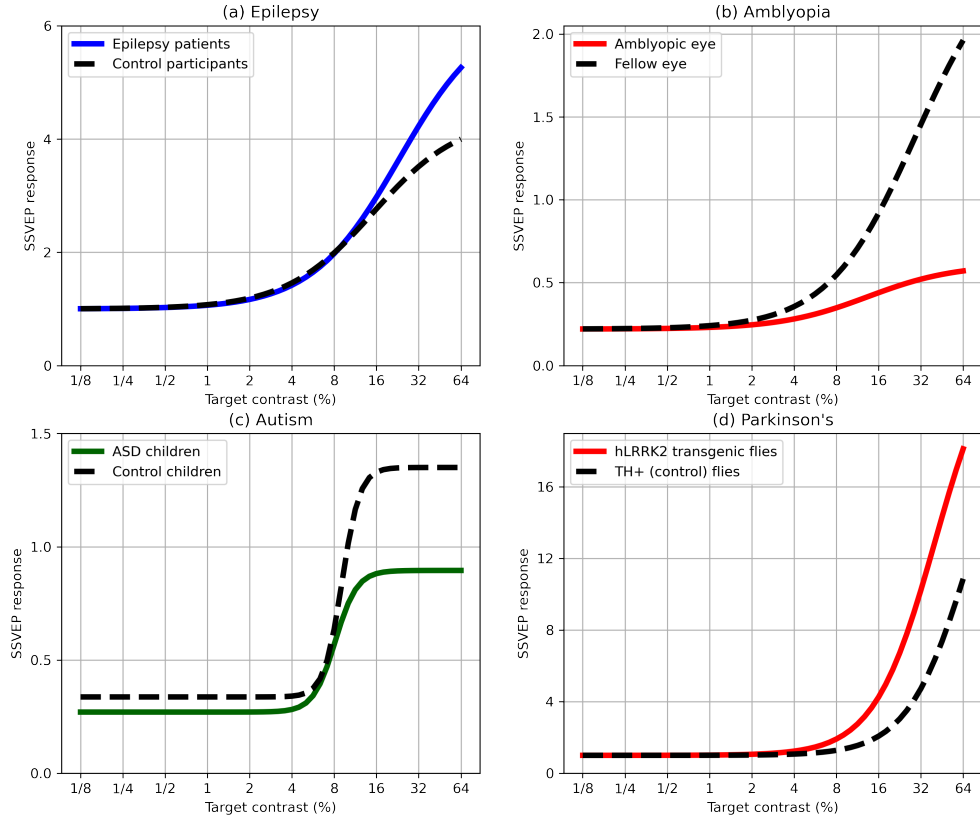 (a) Epilepsy
6
4
2
0
SSVEP response
Epilepsy patients
Control participants
1/8 1/4 1/2 1 2 4 8 16 32 64
Target contrast (%)
(b) Amblyopia
2.0
1.5
1.0
0.5
0.0
SSVEP response
Amblyopic eye
Fellow eye
1/8 1/4 1/2 1 2 4 8 16 32 64
Target contrast (%)
(c) Autism
1.5
1.0
0.5
0.0
SSVEP response
ASD children
Control children
1/8 1/4 1/2 1 2 4 8 16 32 64
Target contrast (%)
(d) Parkinson's
16
12
8
4
0
SSVEP response
hLRRK2 transgenic flies
TH+ (control) flies
1/8 1/4 1/2 1 2 4 8 16 32 64
Target contrast (%)